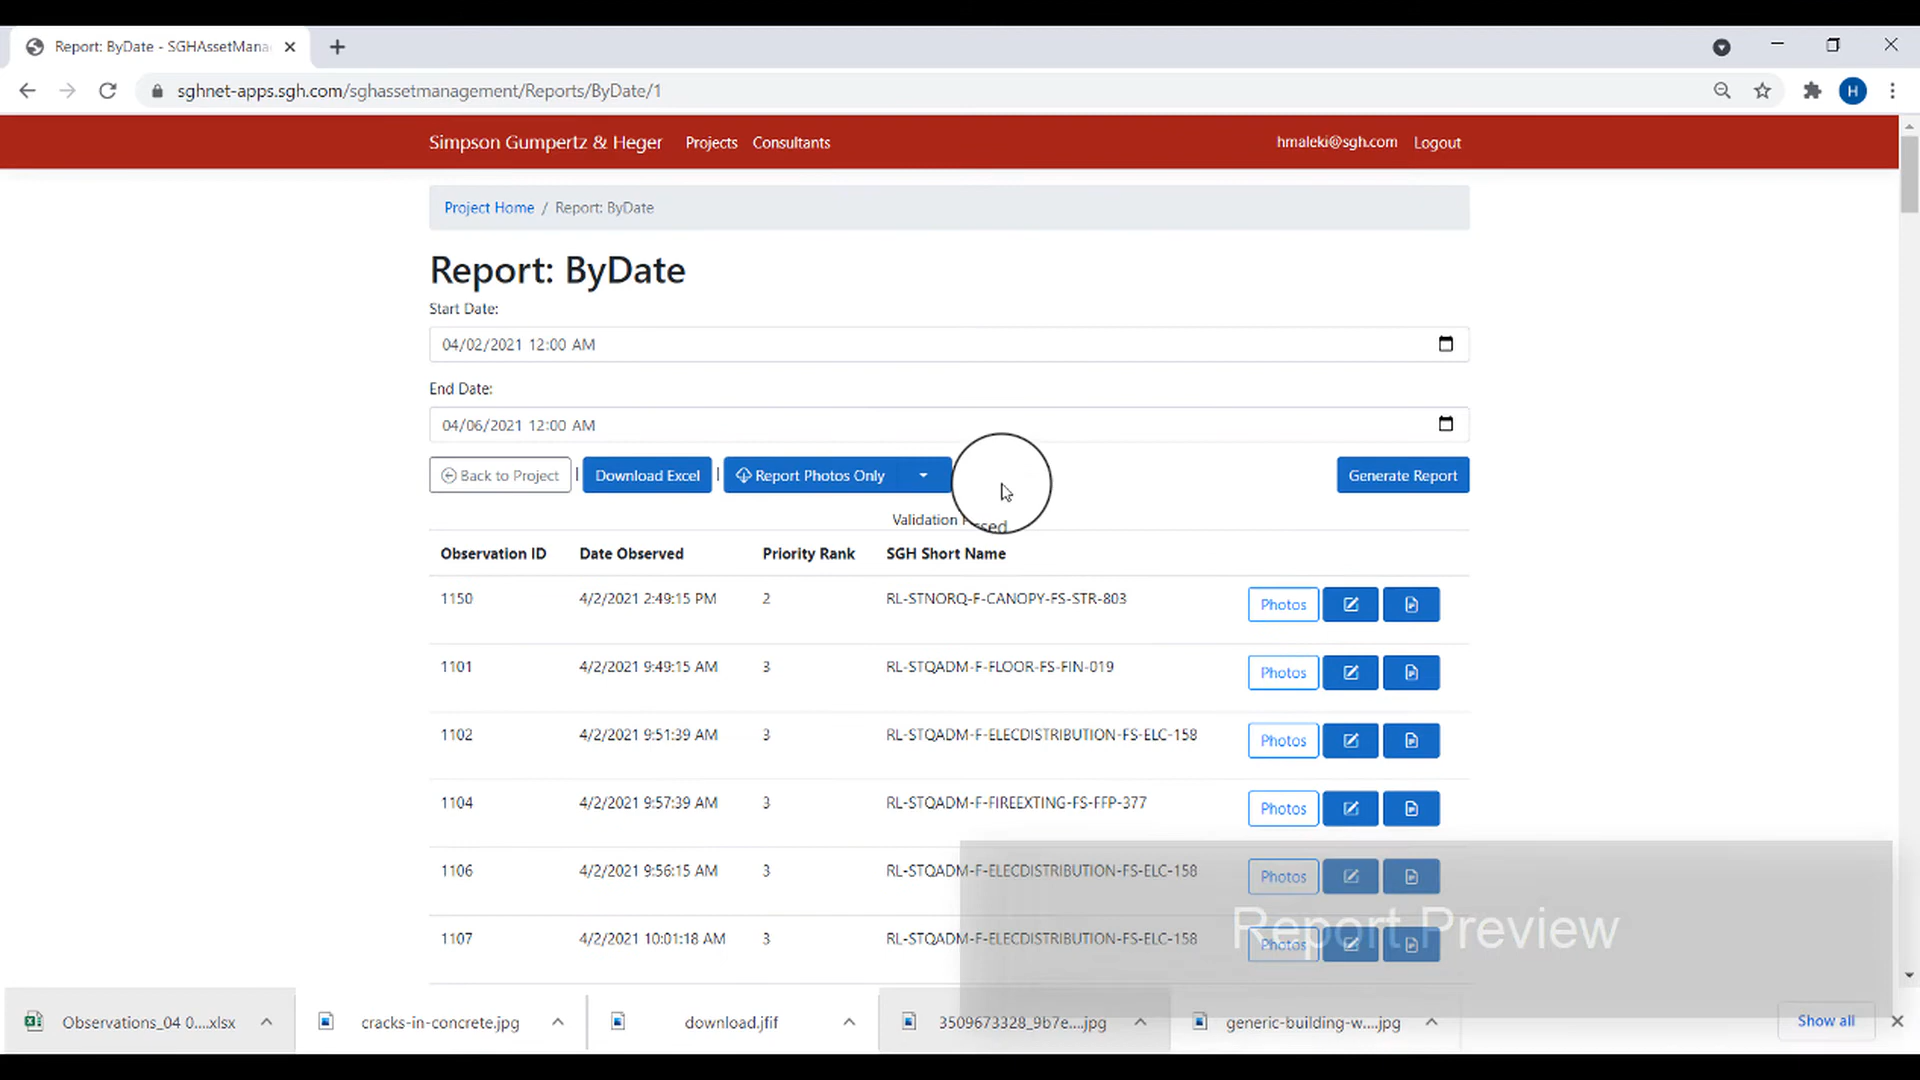 Report: ByDate - SGHAssetMana
sghnet-apps.sgh.com/sghassetmanagement/Reports/ByDate/1
H
Simpson Gumpertz & Heger Projects Consultants hmaleki@sgh.com Logout
Project Home / Report: ByDate
Report: ByDate
Start Date:
04/02/2021 12:00 AM
End Date:
04/06/2021 12:00 AM
Back to Project | Download Excel | Report Photos Only Generate Report
Validation Passed
Observation ID Date Observed Priority Rank SGH Short Name
1150 4/2/2021 2:49:15 PM 2 RL-STNORQ-F-CANOPY-FS-STR-803 Photos
1101 4/2/2021 9:49:15 AM 3 RL-STQADM-F-FLOOR-FS-FIN-019 Photos
1102 4/2/2021 9:51:39 AM 3 RL-STQADM-F-ELECDISTRIBUTION-FS-ELC-158 Photos
1104 4/2/2021 9:57:39 AM 3 RL-STQADM-F-FIREEXTING-FS-FFP-377 Photos
1106 4/2/2021 9:56:15 AM 3 RL-STQADM-F-ELECDISTRIBUTION-FS-ELC-158 Photos
1107 4/2/2021 10:01:18 AM 3 RL-STQADM-F-ELECDISTRIBUTION-FS-ELC-158 Photos
Report Preview
Observations_04 0....xlsx cracks-in-concrete.jpg download.jfif 3509673328_9b7e....jpg generic-building-w....jpg Show all